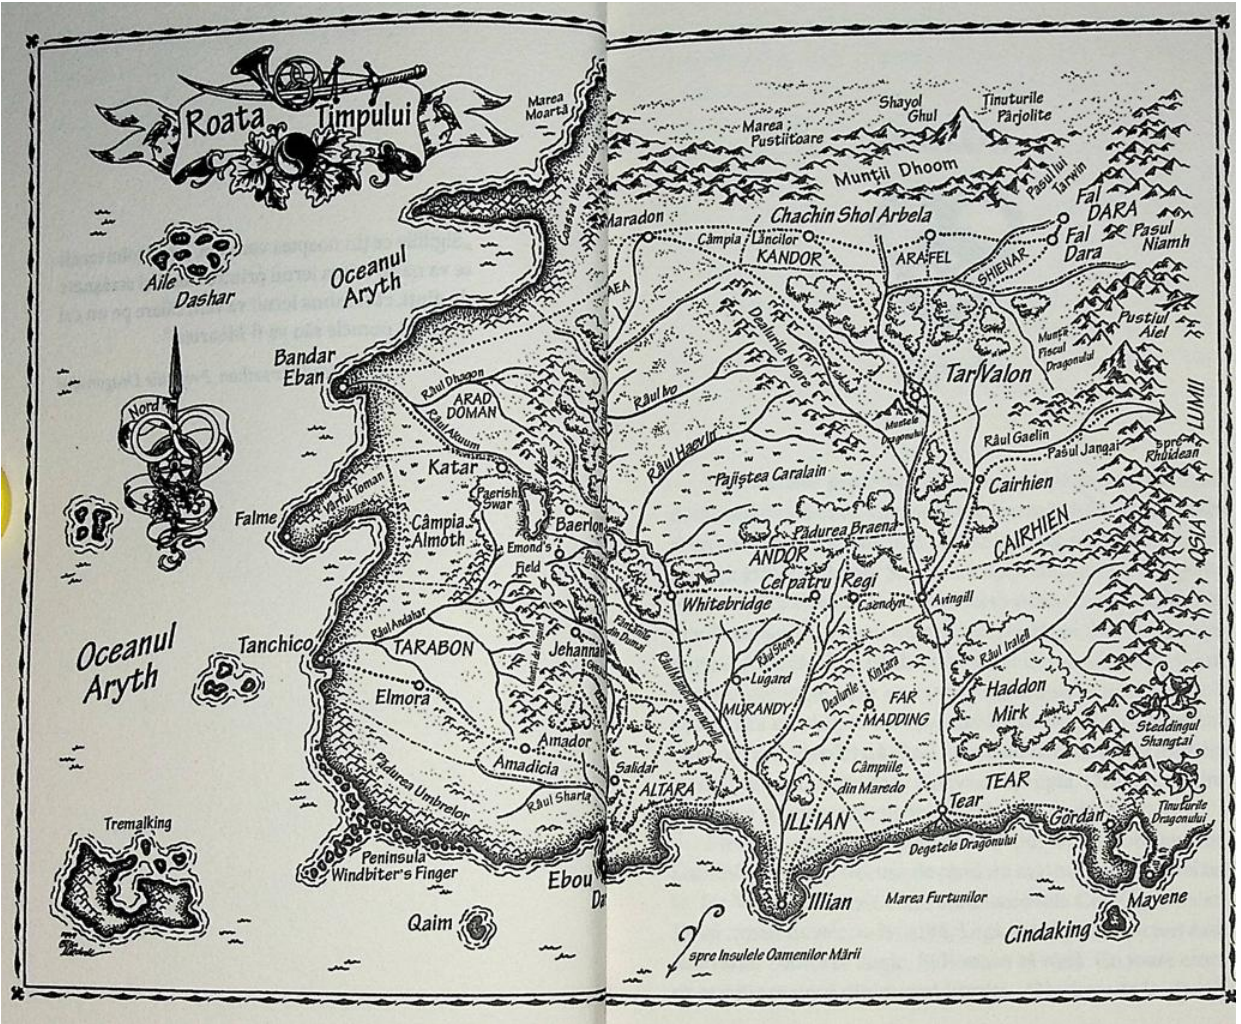 Roata Timpului
Marea
Moartă
Shayol
Ghul
Ținuturile
Pârjolite
Marea
Pustiitoare
Munții Dhoom
Pasul lui
Tarwin
Fal
DARA
Fal
Dara
Pasul
Niamh
Maradon
Chachin Shol Arbela
Câmpia Lăncilor
KANDOR
ARAFEL
SHIENAR
Aile
Dashar
Oceanul
Aryth
Bandar
Eban
Nord
Râul Dhagon
ARAD
DOMAN
Râul Akuum
Râul Ivo
Dealurile Negre
Munții
Fiscul
Dragonului
Pustiul
Aiel
Tar Valon
Muntele
Dragonului
Râul Haevin
Râul Gaelin
Pasul Jangai
spre
Rhuidean
LUMII
OSIA
Katar
Paerish
Swar
Pajiștea Caralain
Cairhien
CAIRHIEN
Falme
Vârful Toman
Câmpia
Almoth
Baerlon
Emond's
Field
Pădurea Braena
ANDOR
Cei patru Regi
Whitebridge
Caendyn
Avingill
Râul Andahar
Tanchico
TARABON
Jehannah
Râul Storn
Râul Iralell
Oceanul
Aryth
Elmora
Lugard
MURANDY
Dealurile Kintara
FAR
MADDING
Haddon
Mirk
Steddingul
Shangtai
Amador
Amadicia
Râul Sharia
Pădurea Umbrelor
Salidar
ALTARA
Câmpiile
din Maredo
ILLIAN
TEAR
Tear
Gordan
Ținuturile
Dragonului
Degetele Dragonului
Tremalking
Peninsula
Windbiter's Finger
Ebou
Illian
Marea Furtunilor
Mayene
Qaim
Cindaking
spre Insulele Oamenilor Mării